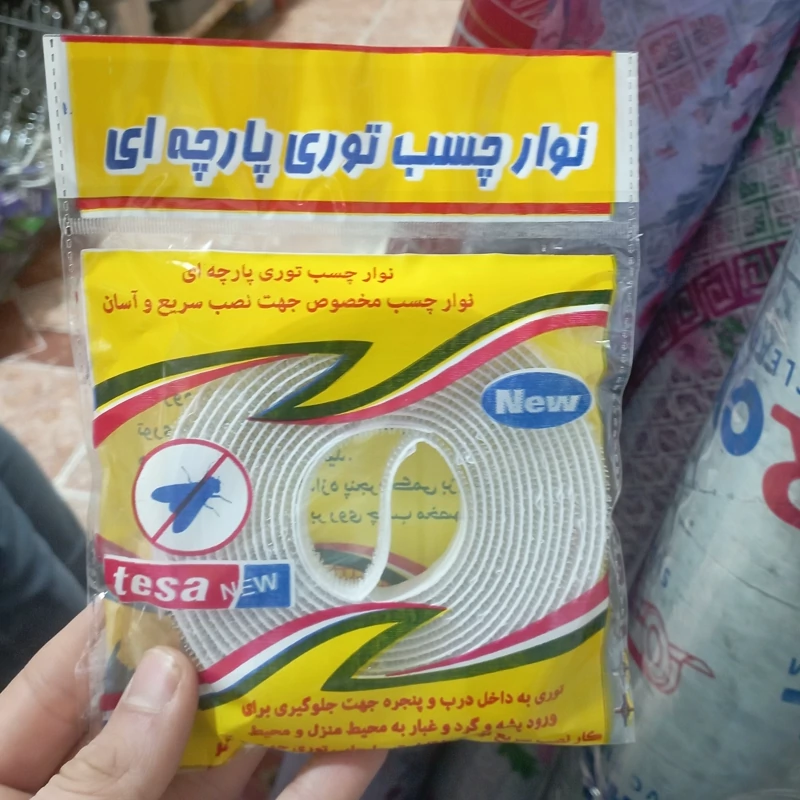 نوار چسب توری پارچه ای
نوار چسب توری پارچه ای
نوار چسب مخصوص جهت نصب سریع و آسان
New
tesa NEW
توری به داخل درب و پنجره جهت جلوگیری برای
ورود پشه و گرد و غبار به محیط منزل و محیط
کار